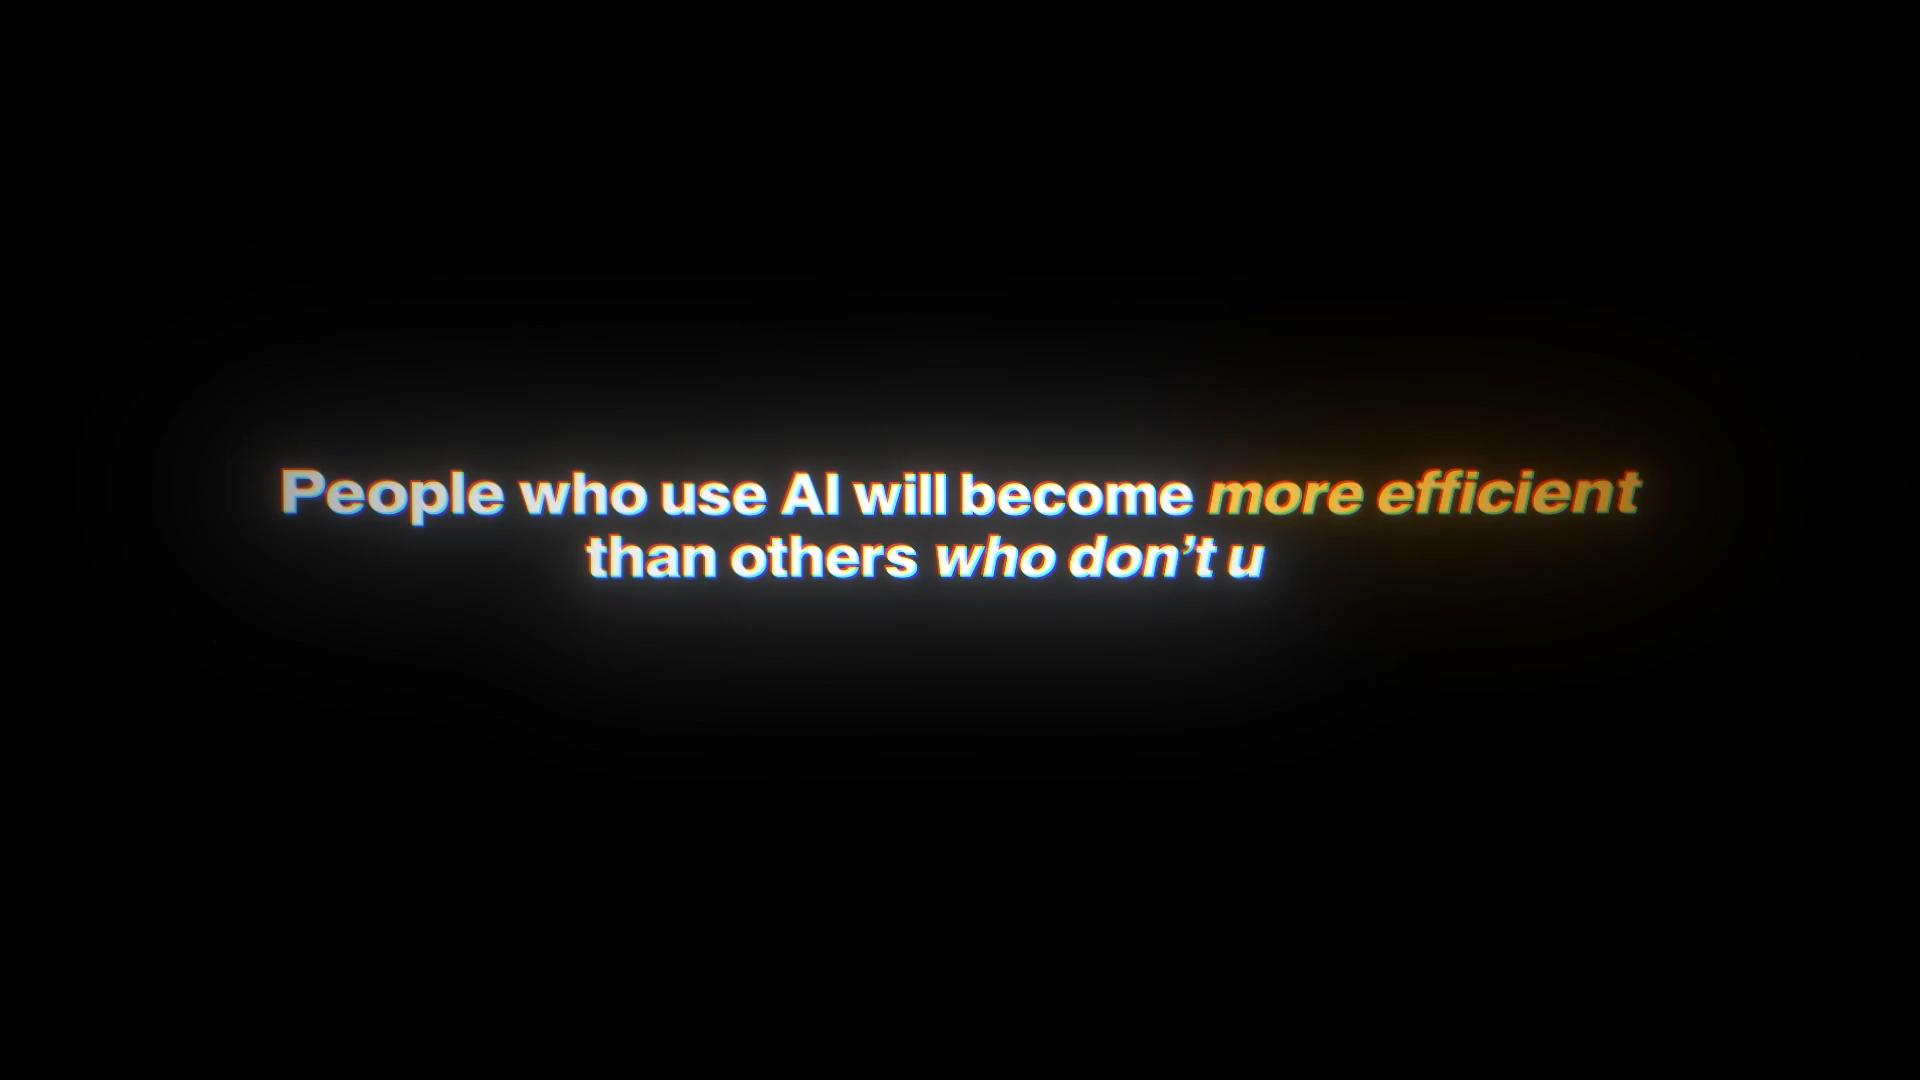 People who use AI will become more efficient
than others who don’t u